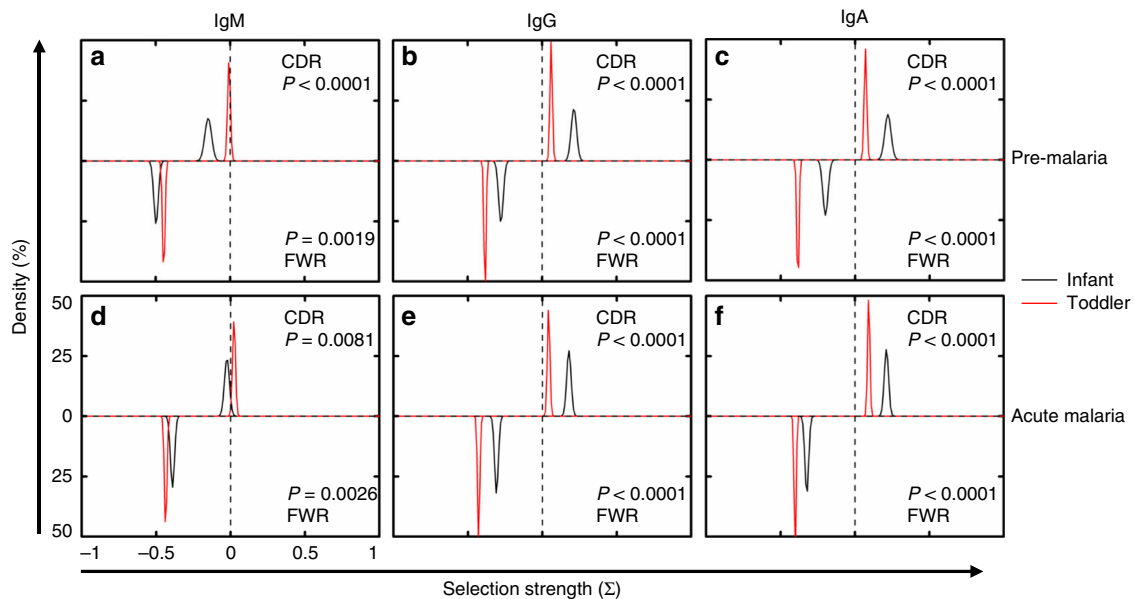 IgM
IgG
IgA
a
CDR
P < 0.0001
b
CDR
P < 0.0001
c
CDR
P < 0.0001
Pre-malaria
P = 0.0019
FWR
P < 0.0001
FWR
P < 0.0001
FWR
Density (%)
Infant
Toddler
50
25
0
25
50
d
CDR
P = 0.0081
e
CDR
P < 0.0001
f
CDR
P < 0.0001
Acute malaria
P = 0.0026
FWR
P < 0.0001
FWR
P < 0.0001
FWR
–1 –0.5 0 0.5 1
Selection strength (Σ)